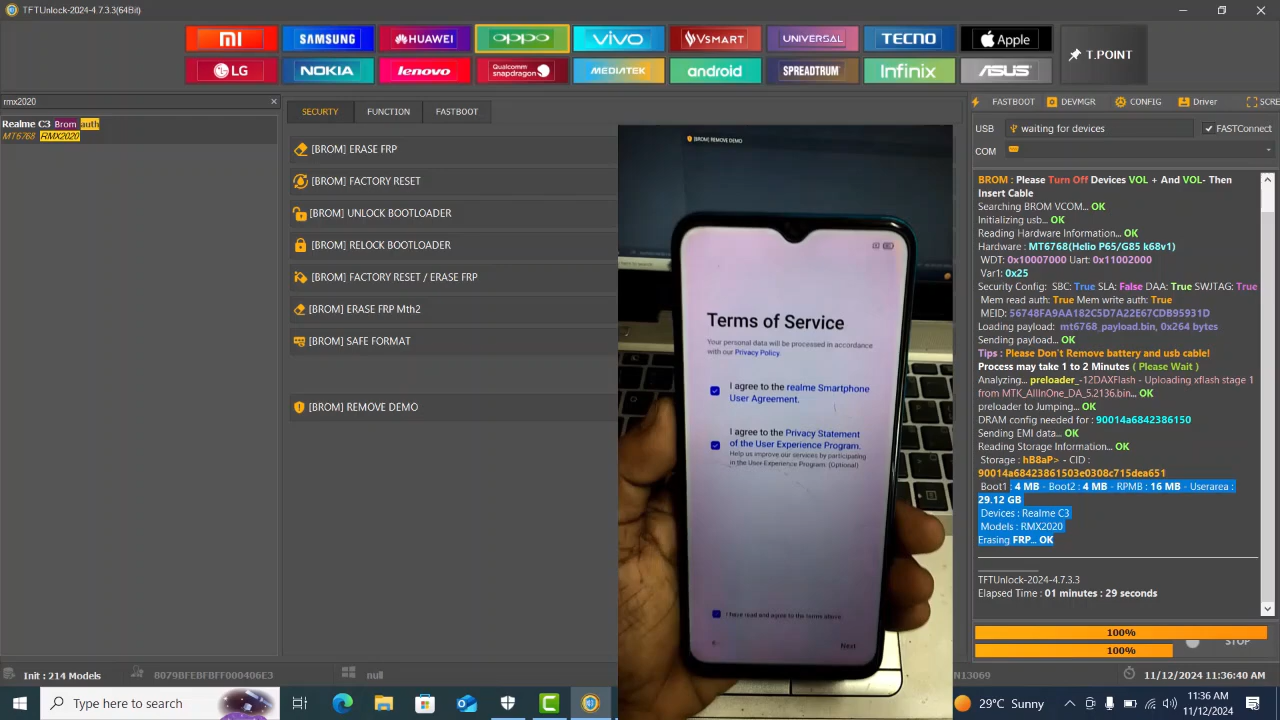 TFTUnlock-2024-4.7.3.3(64Bit)
MI SAMSUNG HUAWEI OPPO VIVO VSMART UNIVERSAL TECNO Apple
LG NOKIA lenovo Qualcomm snapdragon MEDIATEK android SPREADTRUM Infinix ASUS
T.POINT
rmx2020
Realme C3 Brom auth
MT6768 RMX2020
SECURITY FUNCTION FASTBOOT
[BROM] ERASE FRP
[BROM] FACTORY RESET
[BROM] UNLOCK BOOTLOADER
[BROM] RELOCK BOOTLOADER
[BROM] FACTORY RESET / ERASE FRP
[BROM] ERASE FRP Mth2
[BROM] SAFE FORMAT
[BROM] REMOVE DEMO
[BROM] REMOVE DEMO
Terms of Service
Your personal data will be processed in accordance
with our Privacy Policy.
I agree to the realme Smartphone
User Agreement.
I agree to the Privacy Statement
of the User Experience Program.
Help us improve our services by participating
in the User Experience Program. (Optional)
I have read and agree to the terms above
Next
FASTBOOT DEVMGR CONFIG Driver SCRE
USB waiting for devices FASTConnect
COM
BROM : Please Turn Off Devices VOL + And VOL- Then
Insert Cable
Searching BROM VCOM... OK
Initializing usb... OK
Reading Hardware Information... OK
Hardware : MT6768(Helio P65/G85 k68v1)
WDT: 0x10007000 Uart: 0x11002000
Var1: 0x25
Security Config: SBC: True SLA: False DAA: True SWJTAG: True
Mem read auth: True Mem write auth: True
MEID: 56748FA9AA182C5D7A22E67CDB95931D
Loading payload: mt6768_payload.bin, 0x264 bytes
Sending payload... OK
Tips : Please Don't Remove battery and usb cable!
Process may take 1 to 2 Minutes ( Please Wait )
Analyzing... preloader_-12DAXFlash - Uploading xflash stage 1
from MTK_AllInOne_DA_5.2136.bin... OK
preloader to Jumping... OK
DRAM config needed for : 90014a6842386150
Sending EMI data... OK
Reading Storage Information... OK
Storage : hB8aP> - CID :
90014a68423861503e0308c715dea651
Boot1 : 4 MB - Boot2 : 4 MB - RPMB : 16 MB - Userarea :
29.12 GB
Devices : Realme C3
Models : RMX2020
Erasing FRP... OK
TFTUnlock-2024-4.7.3.3
Elapsed Time : 01 minutes : 29 seconds
100%
100%
STOP
Init : 214 Models 8079BFEBFBFF000406E3 null N13069 11/12/2024 11:36:40 AM
Type here to search
29°C Sunny
11:36 AM
11/12/2024